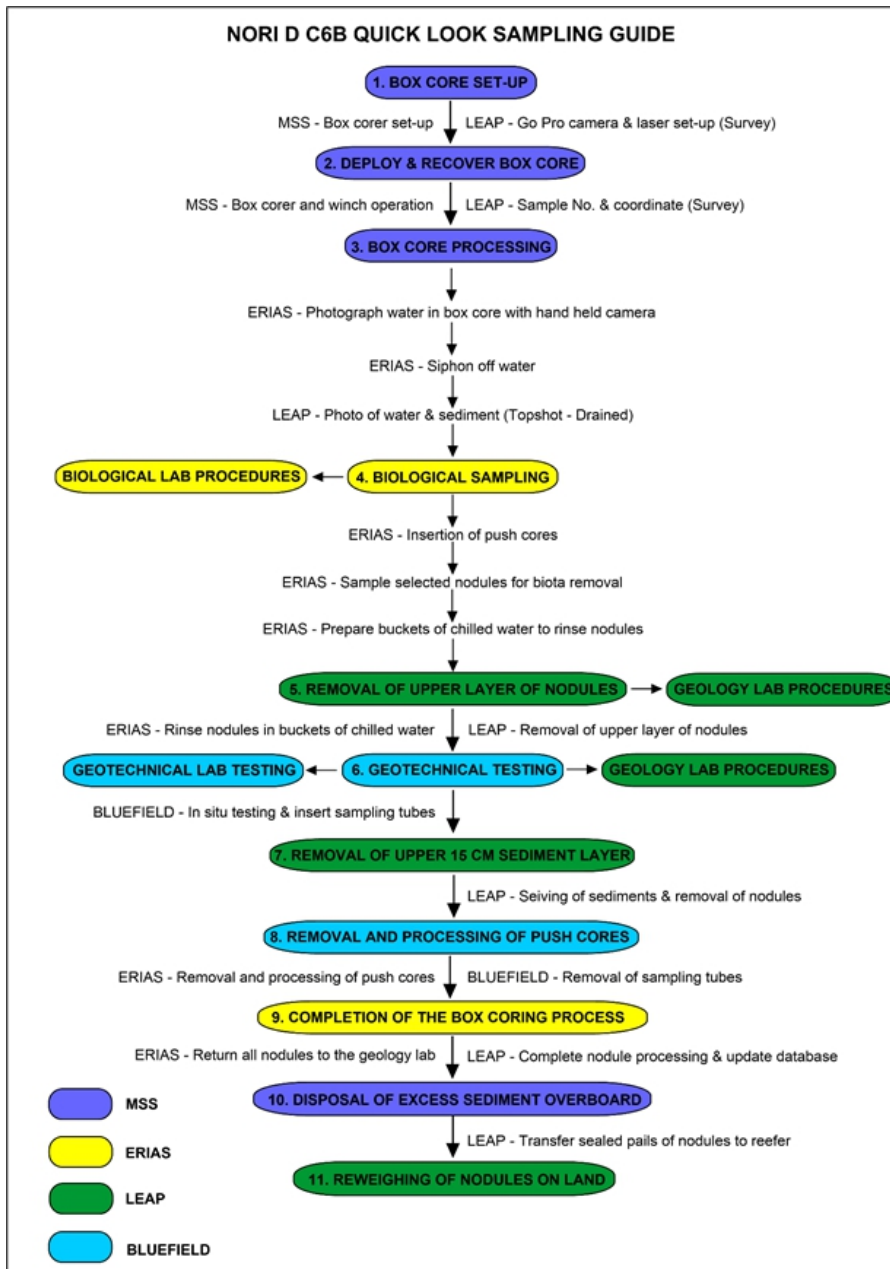 NORI D C6B QUICK LOOK SAMPLING GUIDE
1. BOX CORE SET-UP
MSS - Box corer set-up
LEAP - Go Pro camera & laser set-up (Survey)
2. DEPLOY & RECOVER BOX CORE
MSS - Box corer and winch operation
LEAP - Sample No. & coordinate (Survey)
3. BOX CORE PROCESSING
ERIAS - Photograph water in box core with hand held camera
ERIAS - Siphon off water
LEAP - Photo of water & sediment (Topshot - Drained)
BIOLOGICAL LAB PROCEDURES
4. BIOLOGICAL SAMPLING
ERIAS - Insertion of push cores
ERIAS - Sample selected nodules for biota removal
ERIAS - Prepare buckets of chilled water to rinse nodules
5. REMOVAL OF UPPER LAYER OF NODULES
GEOLOGY LAB PROCEDURES
ERIAS - Rinse nodules in buckets of chilled water
LEAP - Removal of upper layer of nodules
GEOTECHNICAL LAB TESTING
6. GEOTECHNICAL TESTING
GEOLOGY LAB PROCEDURES
BLUEFIELD - In situ testing & insert sampling tubes
7. REMOVAL OF UPPER 15 CM SEDIMENT LAYER
LEAP - Seiving of sediments & removal of nodules
8. REMOVAL AND PROCESSING OF PUSH CORES
ERIAS - Removal and processing of push cores
BLUEFIELD - Removal of sampling tubes
9. COMPLETION OF THE BOX CORING PROCESS
ERIAS - Return all nodules to the geology lab
LEAP - Complete nodule processing & update database
10. DISPOSAL OF EXCESS SEDIMENT OVERBOARD
LEAP - Transfer sealed pails of nodules to reefer
11. REWEIGHING OF NODULES ON LAND
MSS
ERIAS
LEAP
BLUEFIELD